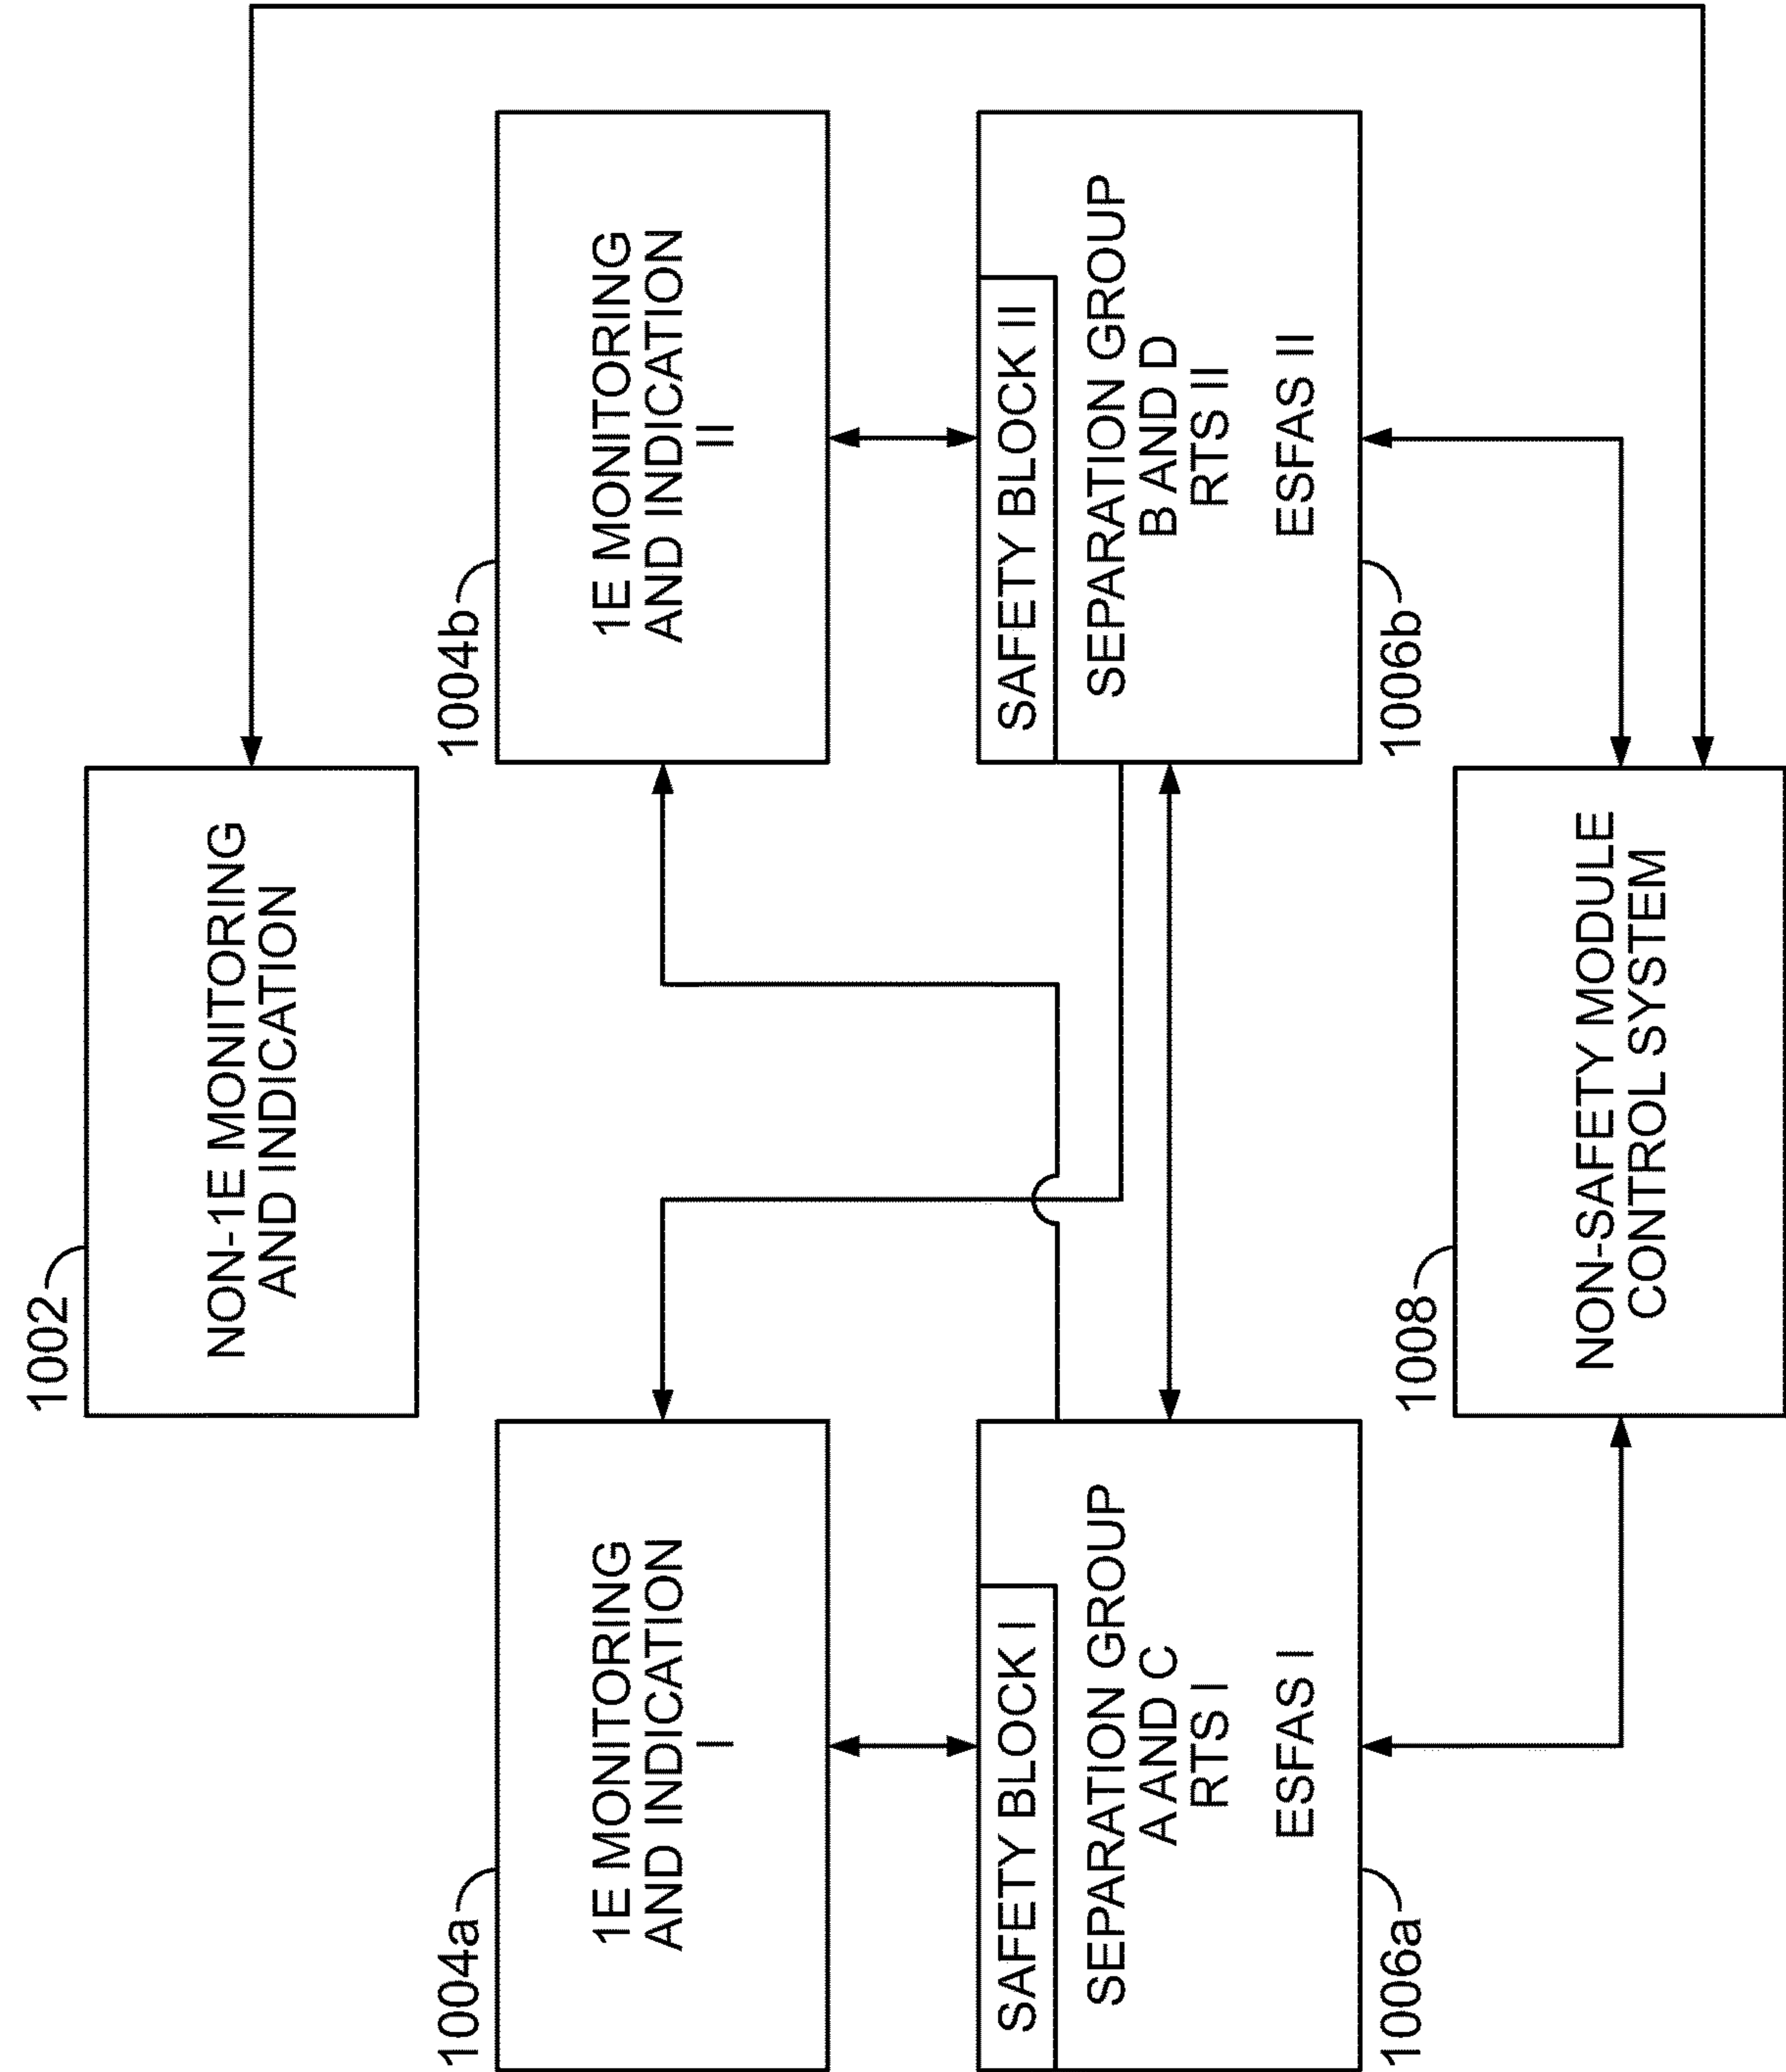 1002
NON-1E MONITORING
AND INDICATION
1004a
1E MONITORING
AND INDICATION
I
1004b
1E MONITORING
AND INDICATION
II
SAFETY BLOCK I
SEPARATION GROUP
A AND C
RTS I
ESFAS I
1006a
SAFETY BLOCK II
SEPARATION GROUP
B AND D
RTS II
ESFAS II
1006b
1008
NON-SAFETY MODULE
CONTROL SYSTEM